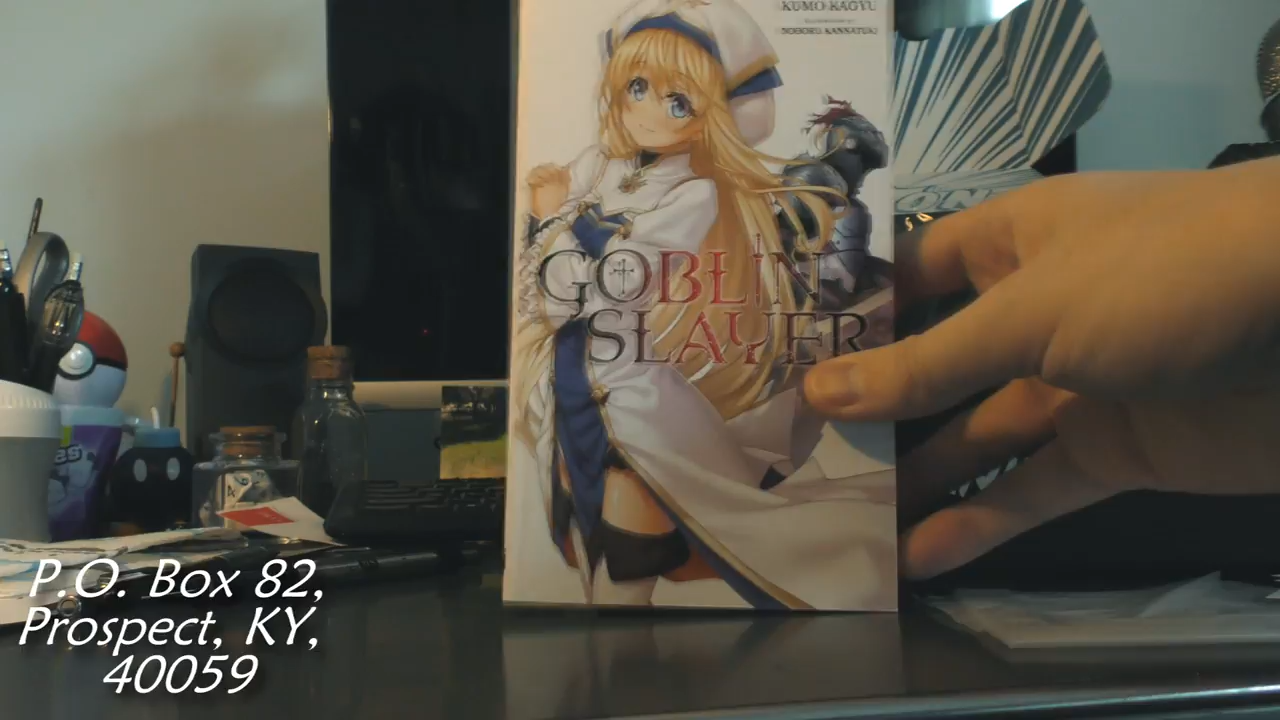 KUMO KAGYU
NOBORU KANNATUKI
GOBLIN
SLAYER
P.O. Box 82,
Prospect, KY,
40059